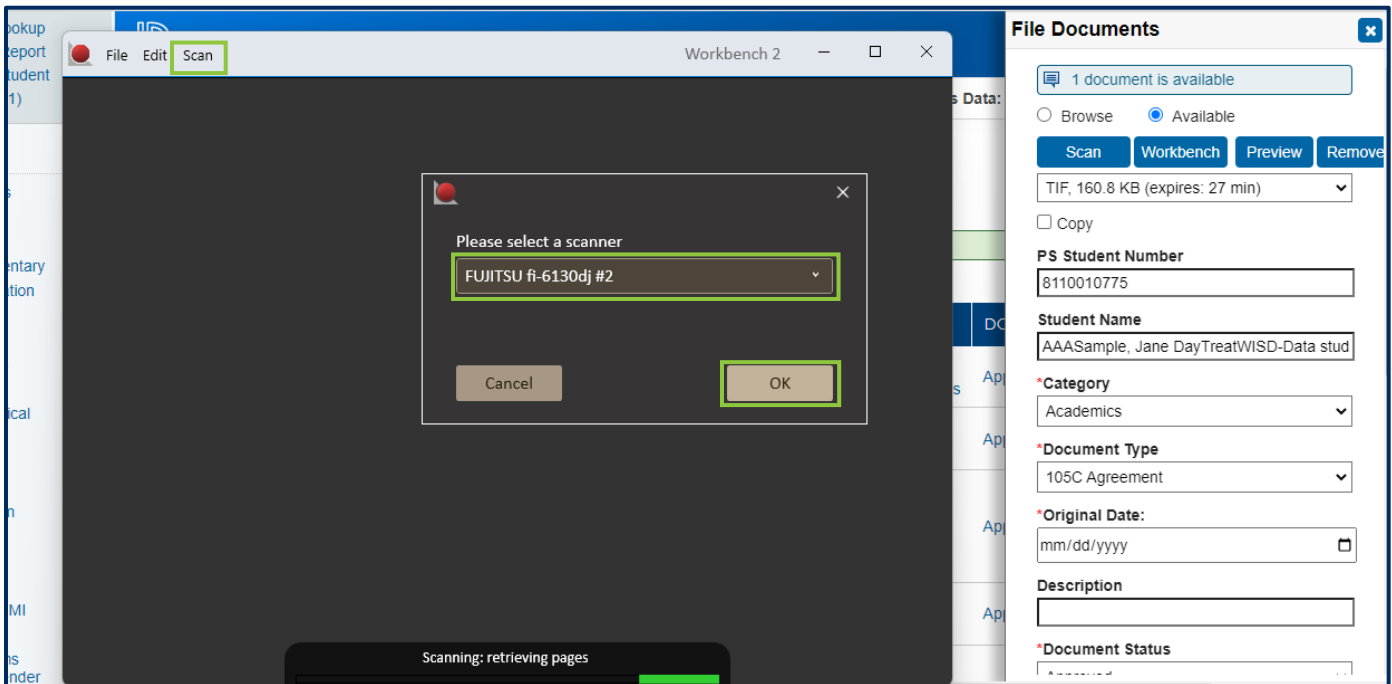 ookup
eport
tudent
1)
entary
tion
ical
n
MI
ns
nder
File Edit Scan
Workbench 2
Please select a scanner
FUJITSU fi-6130dj #2
Cancel
OK
Scanning: retrieving pages
s Data:
DO
s
App
App
App
App
File Documents
1 document is available
Browse
Available
Scan
Workbench
Preview
Remove
TIF, 160.8 KB (expires: 27 min)
Copy
PS Student Number
8110010775
Student Name
AAASample, Jane DayTreatWISD-Data stud
*Category
Academics
*Document Type
105C Agreement
*Original Date:
mm/dd/yyyy
Description
*Document Status
Approved